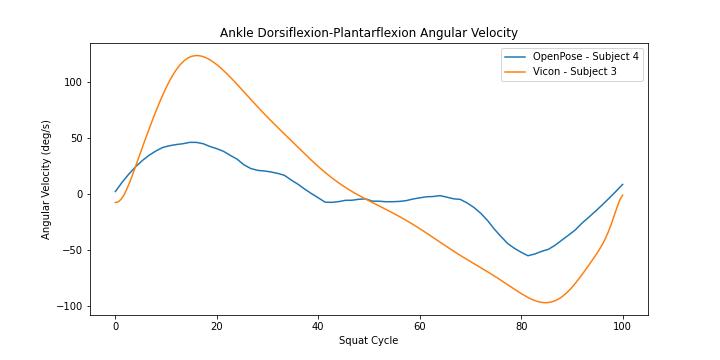 Ankle Dorsiflexion-Plantarflexion Angular Velocity
OpenPose - Subject 4
Vicon - Subject 3
Angular Velocity (deg/s)
100
50
0
−50
−100
0 20 40 60 80 100
Squat Cycle